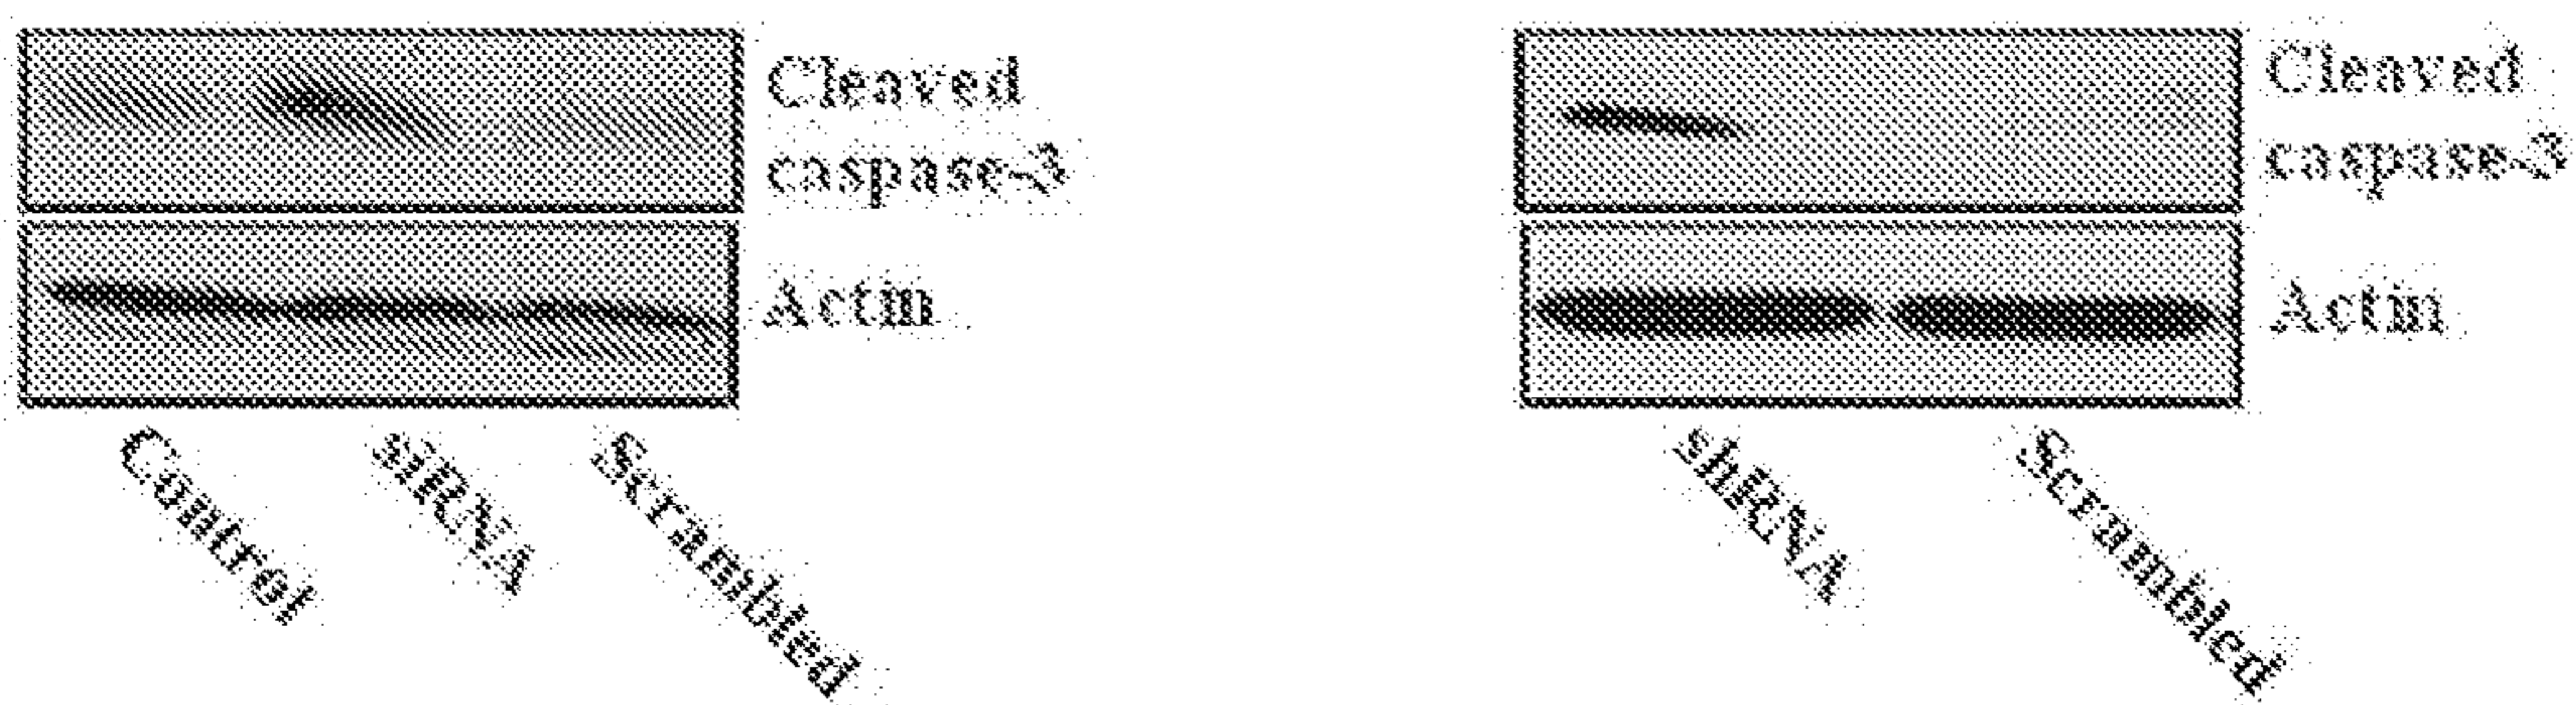 Cleaved
caspase-3
Actin
Control
siRNA
Scrambled
Cleaved
caspase-3
Actin
shRNA
Scrambled